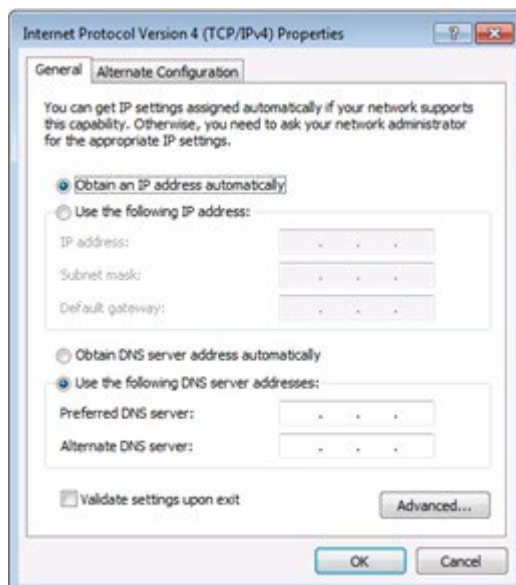 Internet Protocol Version 4 (TCP/IPv4) Properties
General
Alternate Configuration
You can get IP settings assigned automatically if your network supports
this capability. Otherwise, you need to ask your network administrator
for the appropriate IP settings.
Obtain an IP address automatically
Use the following IP address:
IP address:
Subnet mask:
Default gateway:
Obtain DNS server address automatically
Use the following DNS server addresses:
Preferred DNS server:
Alternate DNS server:
Validate settings upon exit
Advanced...
OK
Cancel